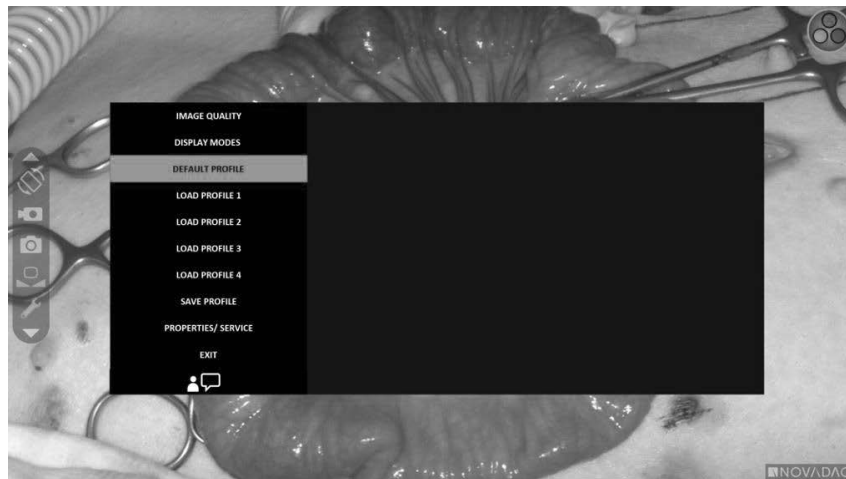 IMAGE QUALITY
DISPLAY MODES
DEFAULT PROFILE
LOAD PROFILE 1
LOAD PROFILE 2
LOAD PROFILE 3
LOAD PROFILE 4
SAVE PROFILE
PROPERTIES/ SERVICE
EXIT
NOVADAQ